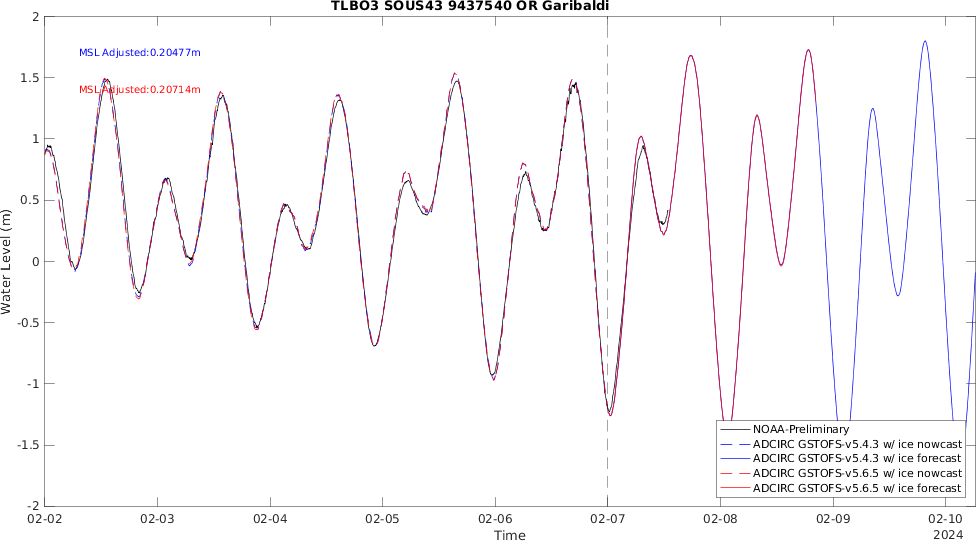 TLBO3 SOUS43 9437540 OR Garibaldi
MSL Adjusted:0.20477m
MSL Adjusted:0.20714m
Water Level (m)
2
1.5
1
0.5
0
-0.5
-1
-1.5
-2
NOAA-Preliminary
ADCIRC GSTOFS-v5.4.3 w/ ice nowcast
ADCIRC GSTOFS-v5.4.3 w/ ice forecast
ADCIRC GSTOFS-v5.6.5 w/ ice nowcast
ADCIRC GSTOFS-v5.6.5 w/ ice forecast
02-02 02-03 02-04 02-05 02-06 02-07 02-08 02-09 02-10
Time
2024